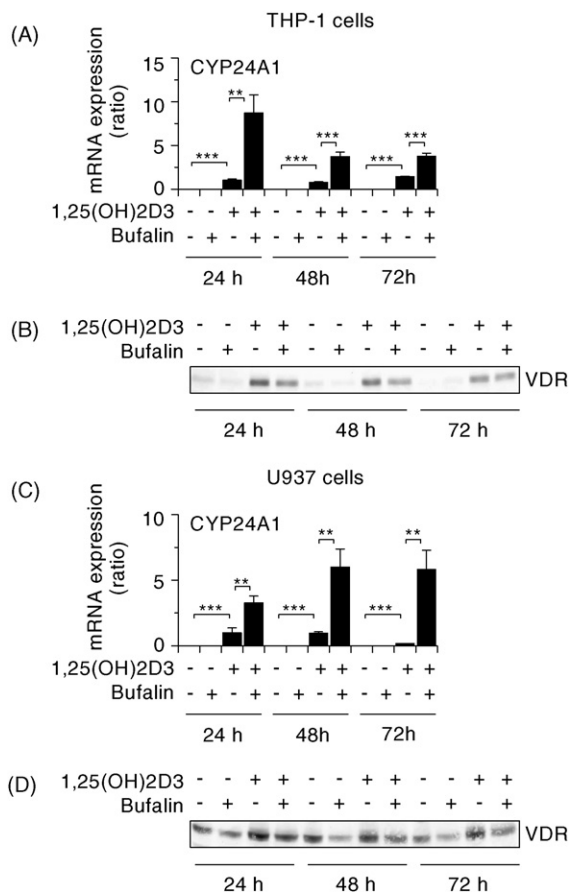 (A)
THP-1 cells
CYP24A1
mRNA expression
(ratio)
15
10
5
0
** *** ***
*** *** ***
1,25(OH)2D3 - - + + - - + + - - + +
Bufalin - + - + - + - + - + - +
24 h 48h 72h
(B)
1,25(OH)2D3 - - + + - - + + - - + +
Bufalin - + - + - + - + - + - +
VDR
24 h 48 h 72 h
(C)
U937 cells
CYP24A1
mRNA expression
(ratio)
10
5
0
** ** **
*** *** ***
1,25(OH)2D3 - - + + - - + + - - + +
Bufalin - + - + - + - + - + - +
24 h 48h 72h
(D)
1,25(OH)2D3 - - + + - - + + - - + +
Bufalin - + - + - + - + - + - +
VDR
24 h 48 h 72 h